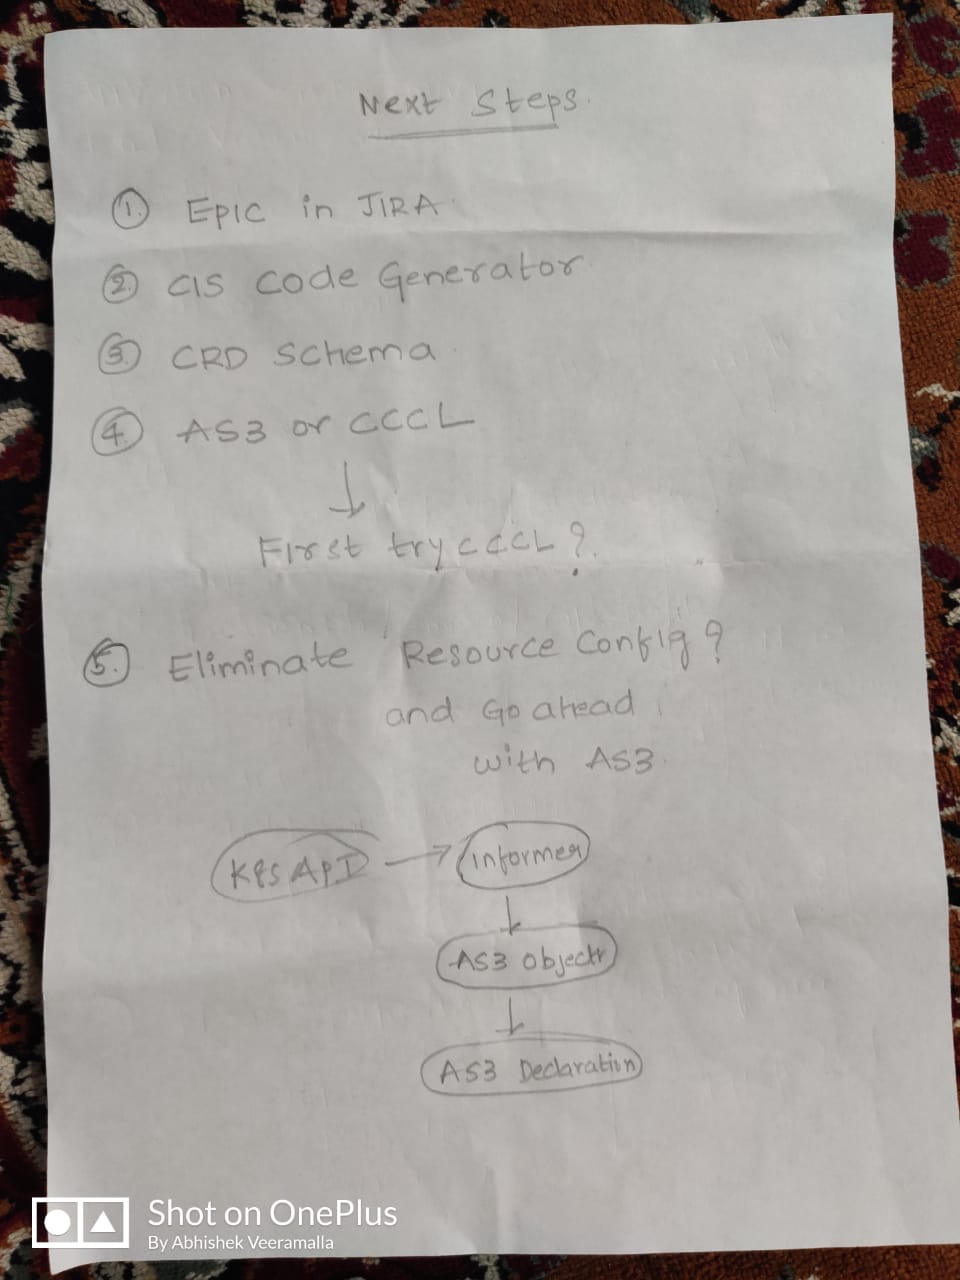 Next Steps.
1. Epic in JIRA
2. CIS Code Generator
3. CRD Schema
4. AS3 or CCCL
First try CCCL ?
5. Eliminate Resource Config ?
and Go ahead
with AS3
K8s API
informer
AS3 Objects
AS3 Declaration
Shot on OnePlus
By Abhishek Veeramalla